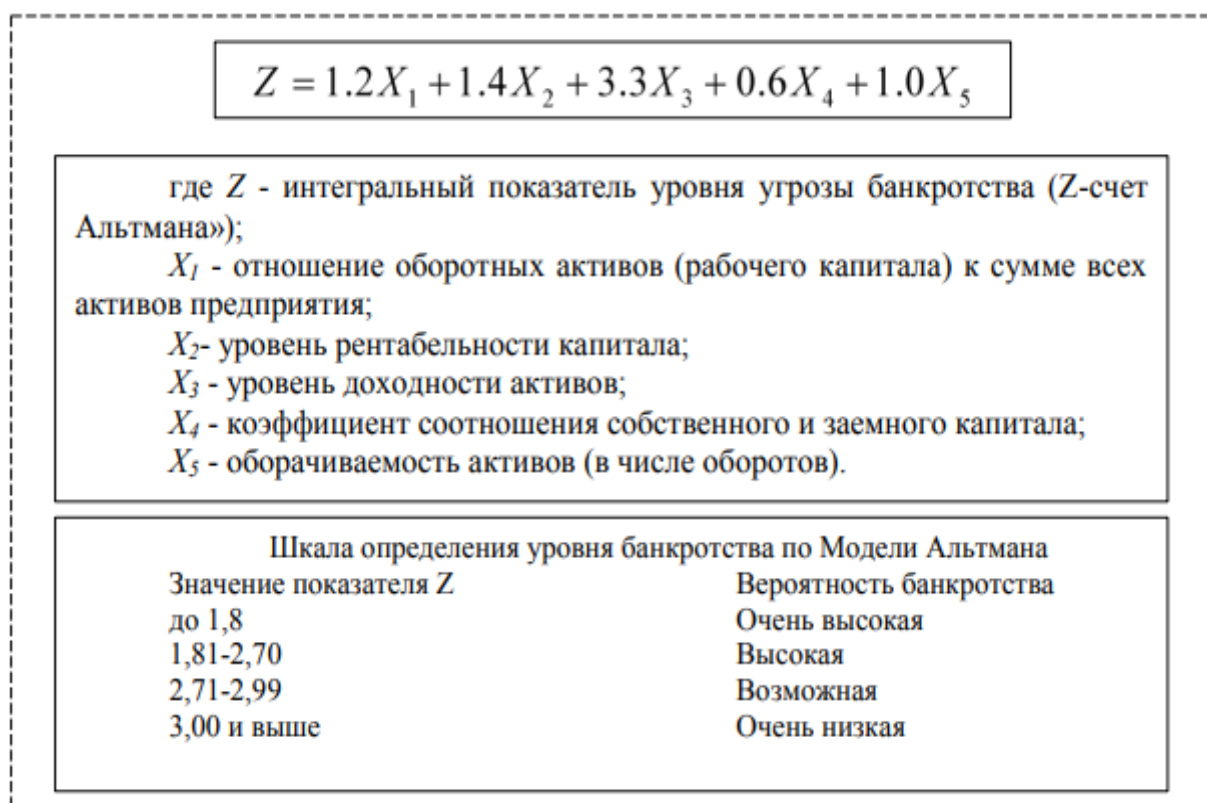 Z = 1.2X₁ + 1.4X₂ + 3.3X₃ + 0.6X₄ + 1.0X₅
где Z - интегральный показатель уровня угрозы банкротства (Z-счет
Альтмана»);
X₁ - отношение оборотных активов (рабочего капитала) к сумме всех
активов предприятия;
X₂- уровень рентабельности капитала;
X₃ - уровень доходности активов;
X₄ - коэффициент соотношения собственного и заемного капитала;
X₅ - оборачиваемость активов (в числе оборотов).
Шкала определения уровня банкротства по Модели Альтмана
Значение показателя Z Вероятность банкротства
до 1,8 Очень высокая
1,81-2,70 Высокая
2,71-2,99 Возможная
3,00 и выше Очень низкая